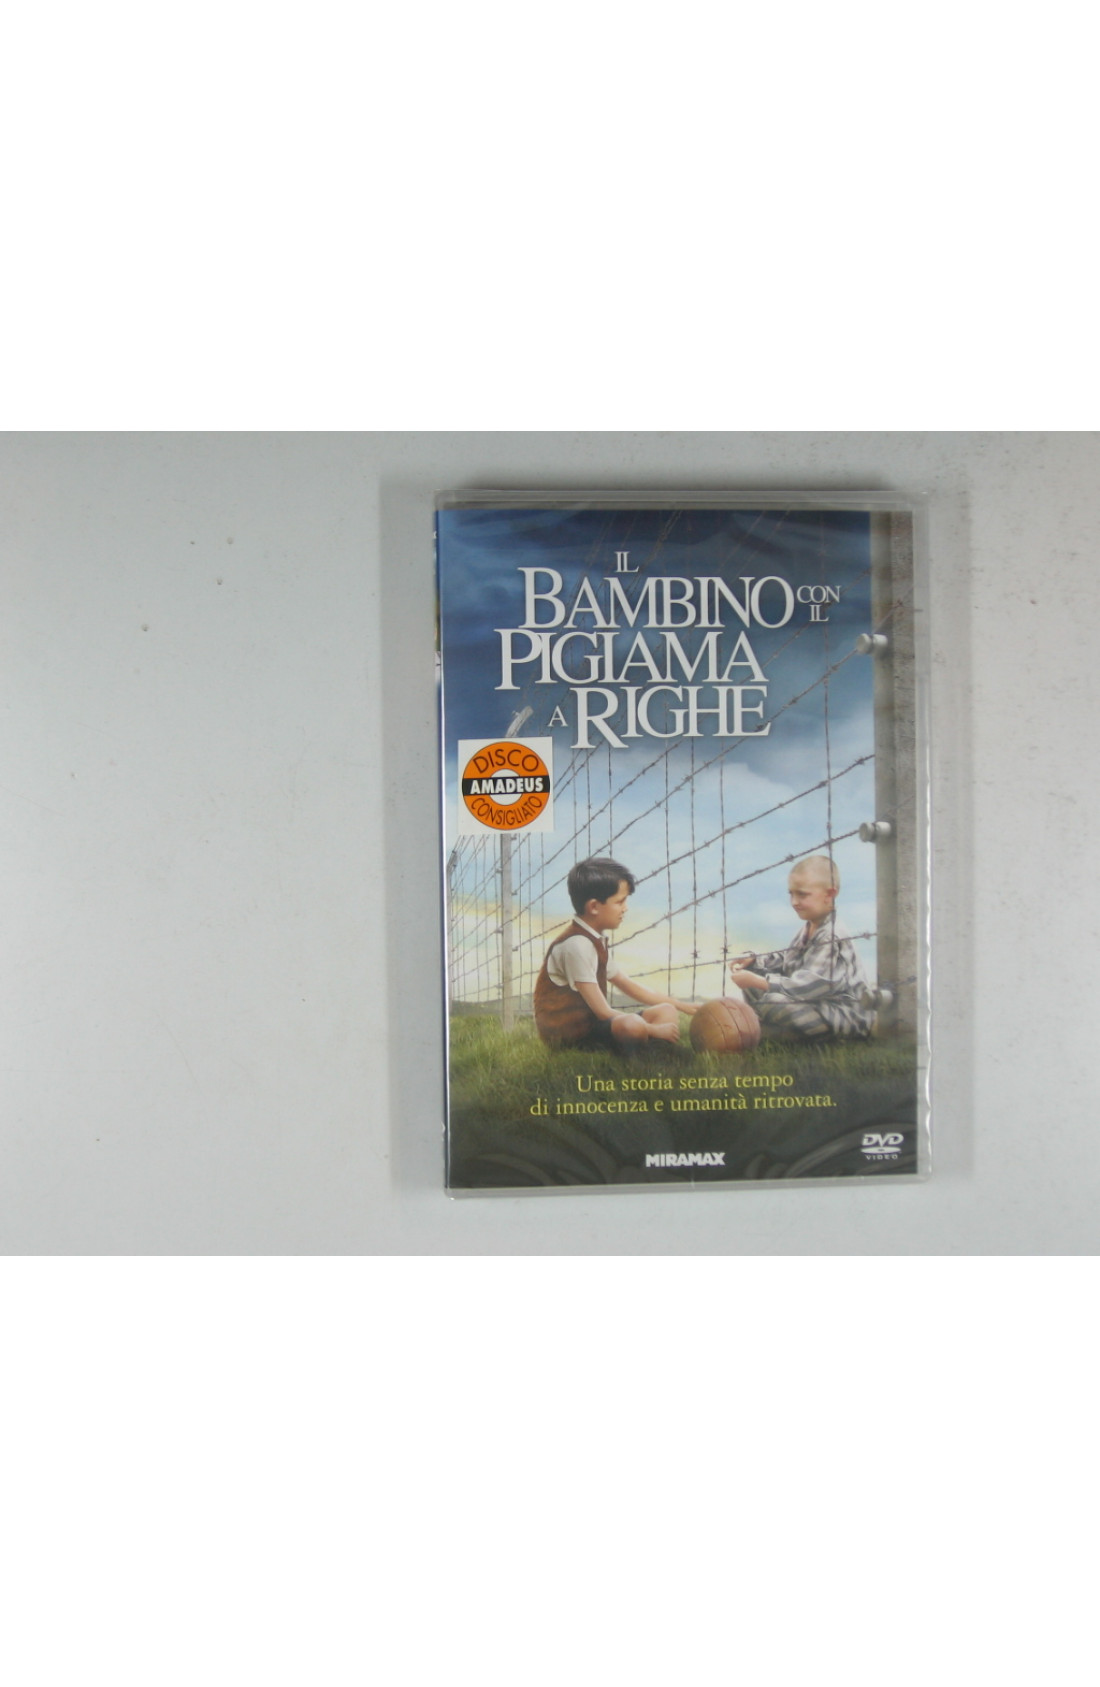 IL
BAMBINO CON IL
PIGIAMA
A RIGHE
DISCO
AMADEUS
CONSIGLIATO
Una storia senza tempo
di innocenza e umanità ritrovata.
MIRAMAX
DVD
VIDEO